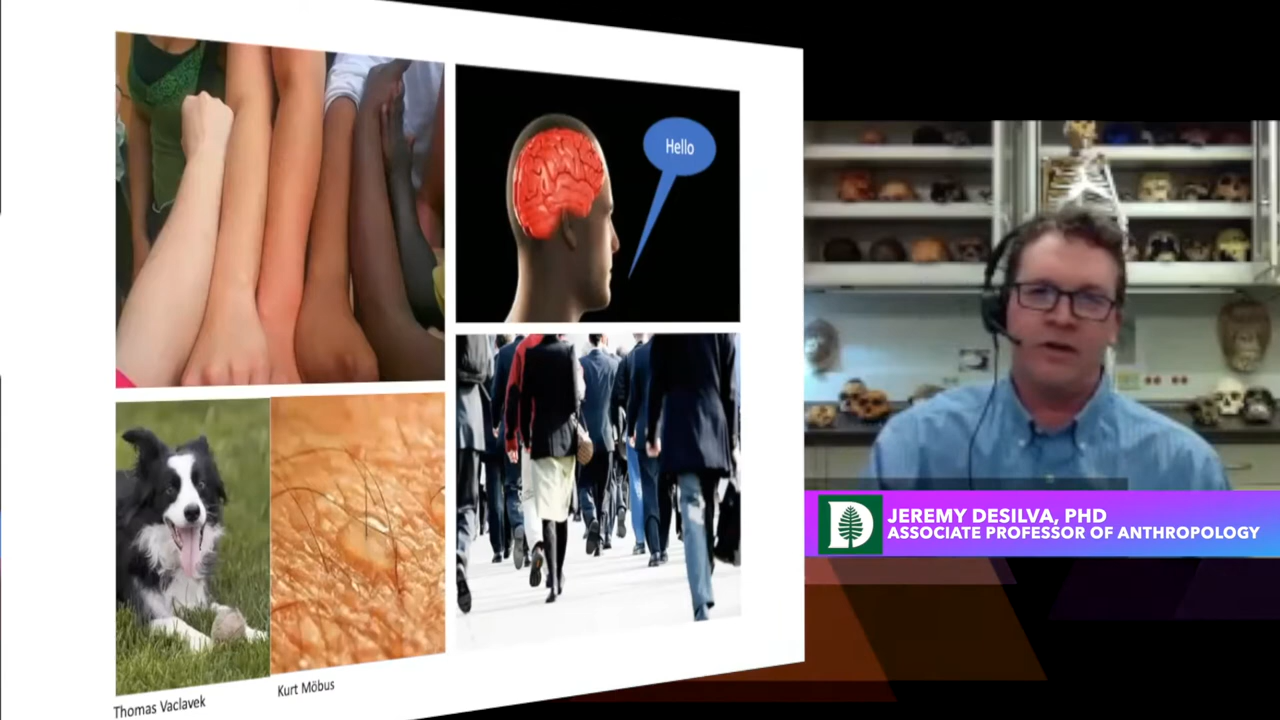 Hello
Thomas Vaclavek
Kurt Möbus
D
JEREMY DESILVA, PHD
ASSOCIATE PROFESSOR OF ANTHROPOLOGY